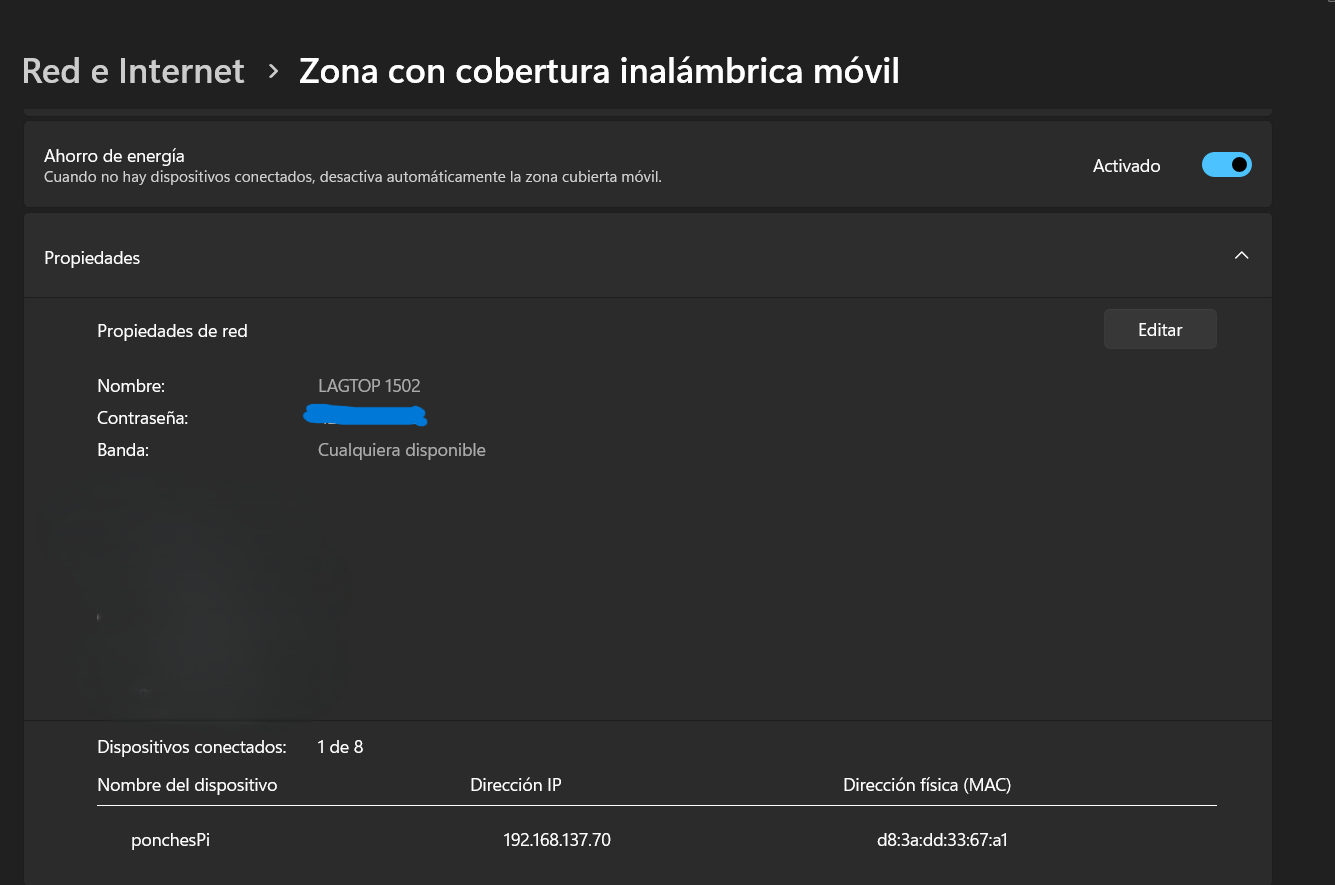 Red e Internet > Zona con cobertura inalámbrica móvil
Ahorro de energía
Cuando no hay dispositivos conectados, desactiva automáticamente la zona cubierta móvil.
Activado
Propiedades
Propiedades de red
Editar
Nombre: LAGTOP 1502
Contraseña:
Banda: Cualquiera disponible
Dispositivos conectados: 1 de 8
Nombre del dispositivo Dirección IP Dirección física (MAC)
ponchesPi 192.168.137.70 d8:3a:dd:33:67:a1